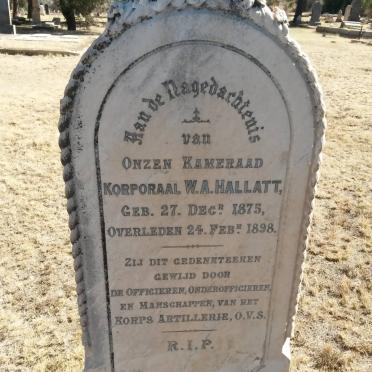 Aan de Nagedachtenis
van
ONZEN KAMERAAD
KORPORAAL W.A. HALLATT,
GEB. 27. DECR. 1875,
OVERLEDEN 24. FEBR. 1898.
ZIJ DIT GEDENKTEEKEN
GEWIJD DOOR
DE OFFICIEREN, ONDEROFFICIEREN,
EN MANSCHAPPEN, VAN HET
KORPS ARTILLERIE, O.V.S.
R.I.P.